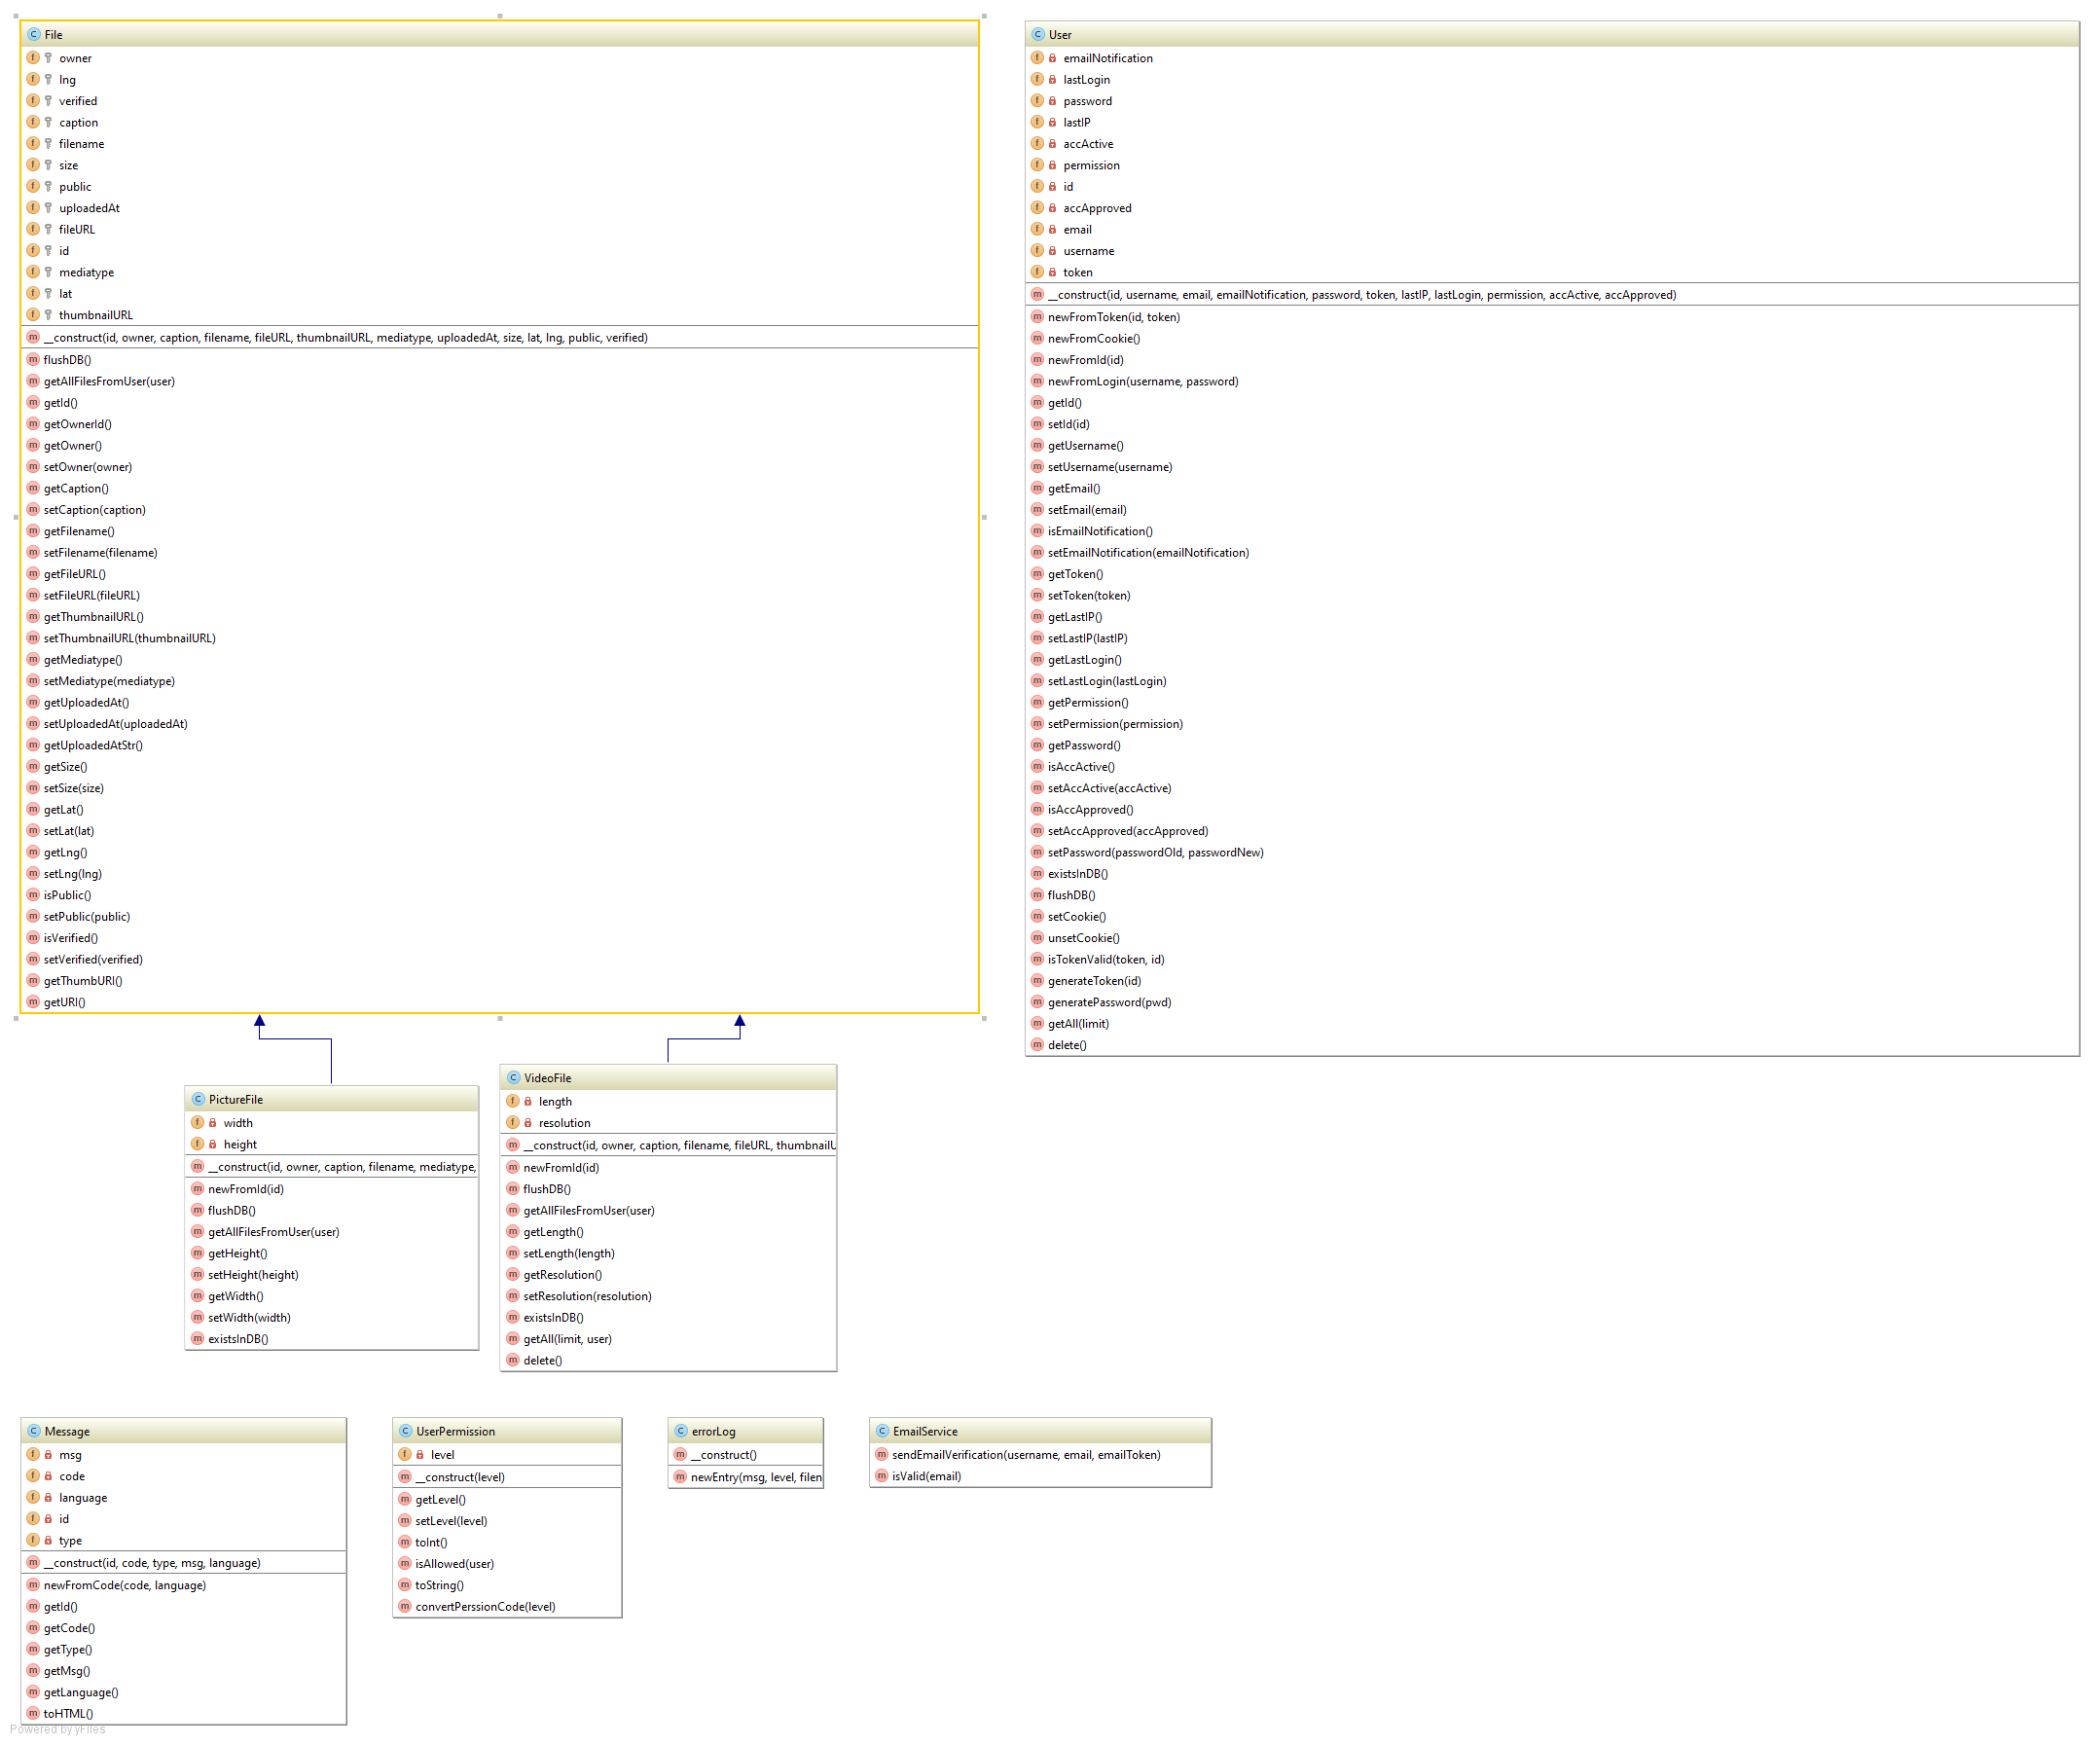 File
owner
lng
verified
caption
filename
size
public
uploadedAt
fileURL
id
mediatype
lat
thumbnailURL
__construct(id, owner, caption, filename, fileURL, thumbnailURL, mediatype, uploadedAt, size, lat, lng, public, verified)
flushDB()
getAllFilesFromUser(user)
getId()
getOwnerId()
getOwner()
setOwner(owner)
getCaption()
setCaption(caption)
getFilename()
setFilename(filename)
getFileURL()
setFileURL(fileURL)
getThumbnailURL()
setThumbnailURL(thumbnailURL)
getMediatype()
setMediatype(mediatype)
getUploadedAt()
setUploadedAt(uploadedAt)
getUploadedAtStr()
getSize()
setSize(size)
getLat()
setLat(lat)
getLng()
setLng(lng)
isPublic()
setPublic(public)
isVerified()
setVerified(verified)
getThumbURI()
getURI()
User
emailNotification
lastLogin
password
lastIP
accActive
permission
id
accApproved
email
username
token
__construct(id, username, email, emailNotification, password, token, lastIP, lastLogin, permission, accActive, accApproved)
newFromToken(id, token)
newFromCookie()
newFromId(id)
newFromLogin(username, password)
getId()
setId(id)
getUsername()
setUsername(username)
getEmail()
setEmail(email)
isEmailNotification()
setEmailNotification(emailNotification)
getToken()
setToken(token)
getLastIP()
setLastIP(lastIP)
getLastLogin()
setLastLogin(lastLogin)
getPermission()
setPermission(permission)
getPassword()
isAccActive()
setAccActive(accActive)
isAccApproved()
setAccApproved(accApproved)
setPassword(passwordOld, passwordNew)
existsInDB()
flushDB()
setCookie()
unsetCookie()
isTokenValid(token, id)
generateToken(id)
generatePassword(pwd)
getAll(limit)
delete()
PictureFile
width
height
__construct(id, owner, caption, filename, mediatype,
newFromId(id)
flushDB()
getAllFilesFromUser(user)
getHeight()
setHeight(height)
getWidth()
setWidth(width)
existsInDB()
VideoFile
length
resolution
__construct(id, owner, caption, filename, fileURL, thumbnailU
newFromId(id)
flushDB()
getAllFilesFromUser(user)
getLength()
setLength(length)
getResolution()
setResolution(resolution)
existsInDB()
getAll(limit, user)
delete()
Message
msg
code
language
id
type
__construct(id, code, type, msg, language)
newFromCode(code, language)
getId()
getCode()
getType()
getMsg()
getLanguage()
toHTML()
UserPermission
level
__construct(level)
getLevel()
setLevel(level)
toInt()
isAllowed(user)
toString()
convertPerssionCode(level)
errorLog
__construct()
newEntry(msg, level, filen
EmailService
sendEmailVerification(username, email, emailToken)
isValid(email)
Powered by yFiles